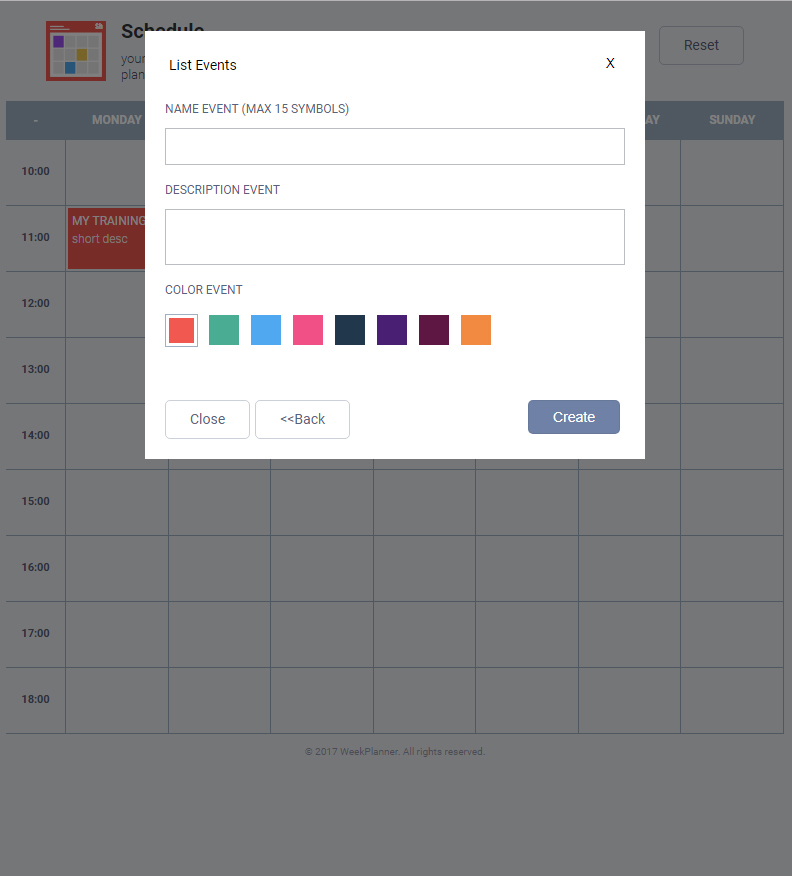 Schedule
your
plan
Reset
List Events
X
NAME EVENT (MAX 15 SYMBOLS)
DESCRIPTION EVENT
COLOR EVENT
Close
<<Back
Create
-
MONDAY
AY
SUNDAY
10:00
MY TRAINING
short desc
11:00
12:00
13:00
14:00
15:00
16:00
17:00
18:00
© 2017 WeekPlanner. All rights reserved.